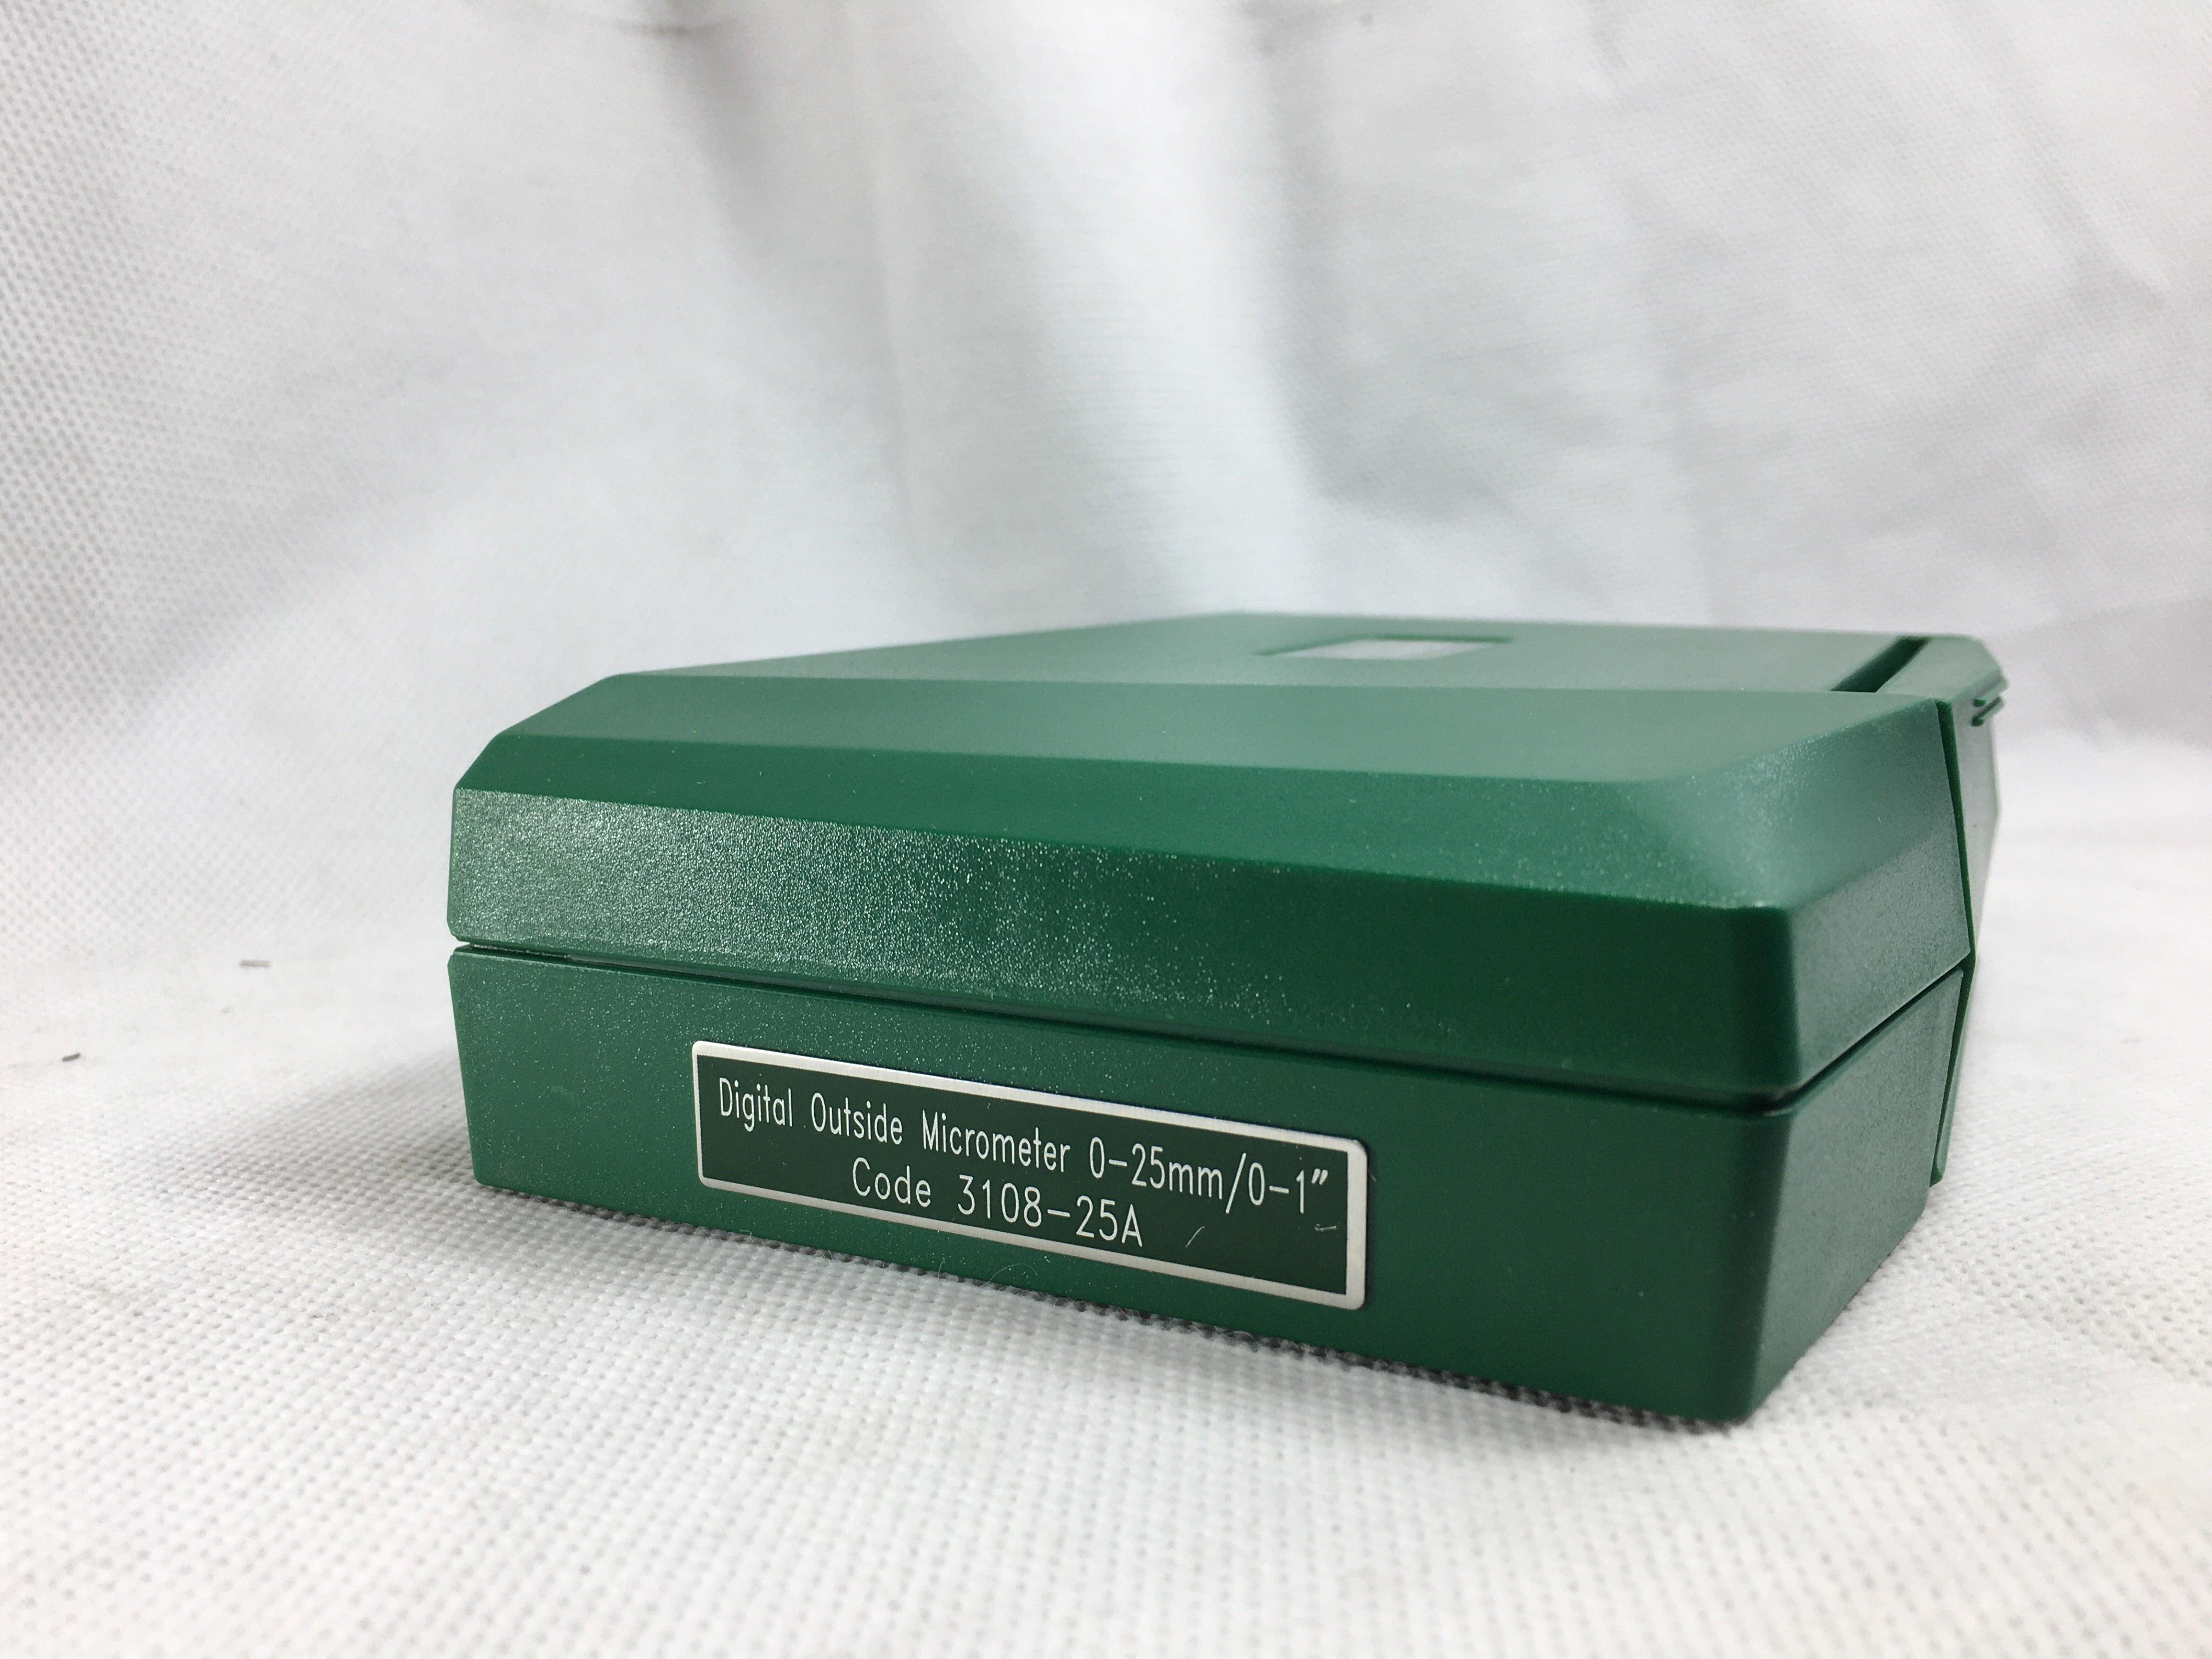 Digital Outside Micrometer 0-25mm/0-1"
Code 3108-25A